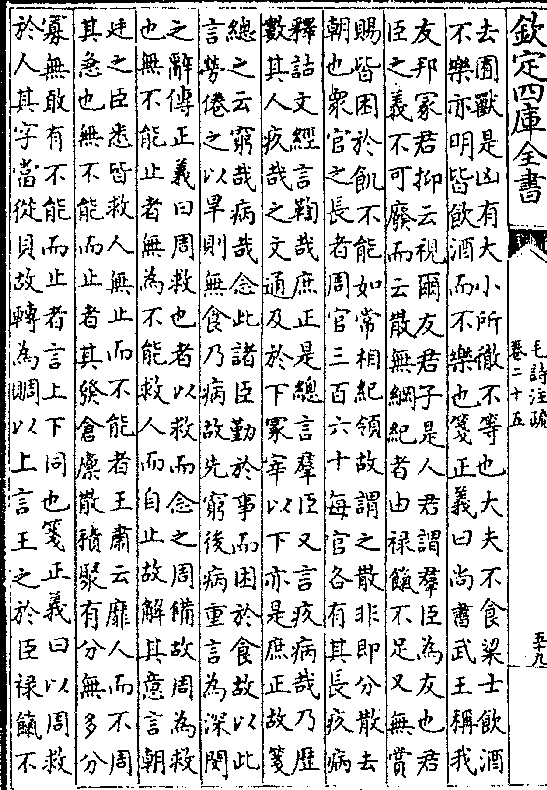 欽定四庫全書
毛詩注疏
卷二十五
五十九
去囿獸是凶有大小所徹不等也大夫不食粱士飲酒
不樂亦明皆飲酒而不樂也箋正義曰尚書武王稱我
友邦冢君抑云視爾友君子是人君謂羣臣為友也君
臣之義不可廢而云散無綱紀者由禄餼不足又無賞
賜皆困於飢不能如常相紀領故謂之散非即分散去
朝也衆官之長者周官三百六十每官各有其長疚病
釋詁文經言鞫哉庶正是總言羣臣又言疚病哉乃歴
數其人疚哉之文通及於下冢宰以下亦是庶正故箋
總之云窮哉病哉念此諸臣勤於事而困於食故以此
言勞倦之以旱則無食乃病故先窮後病重言為深閔
之辭傳正義曰周救也者以救而念之周備故周為救
也無不能止者無為不能救人而自止故解其意言朝
廷之臣悉皆救人無止而不能者王肅云靡人而不周
其急也無不能而止者其發倉廩散積聚有分無多分
寡無敢有不能而止者言上下同也箋正義曰以周救
於人其字當從貝故轉為賙以上言王之於臣禄餼不